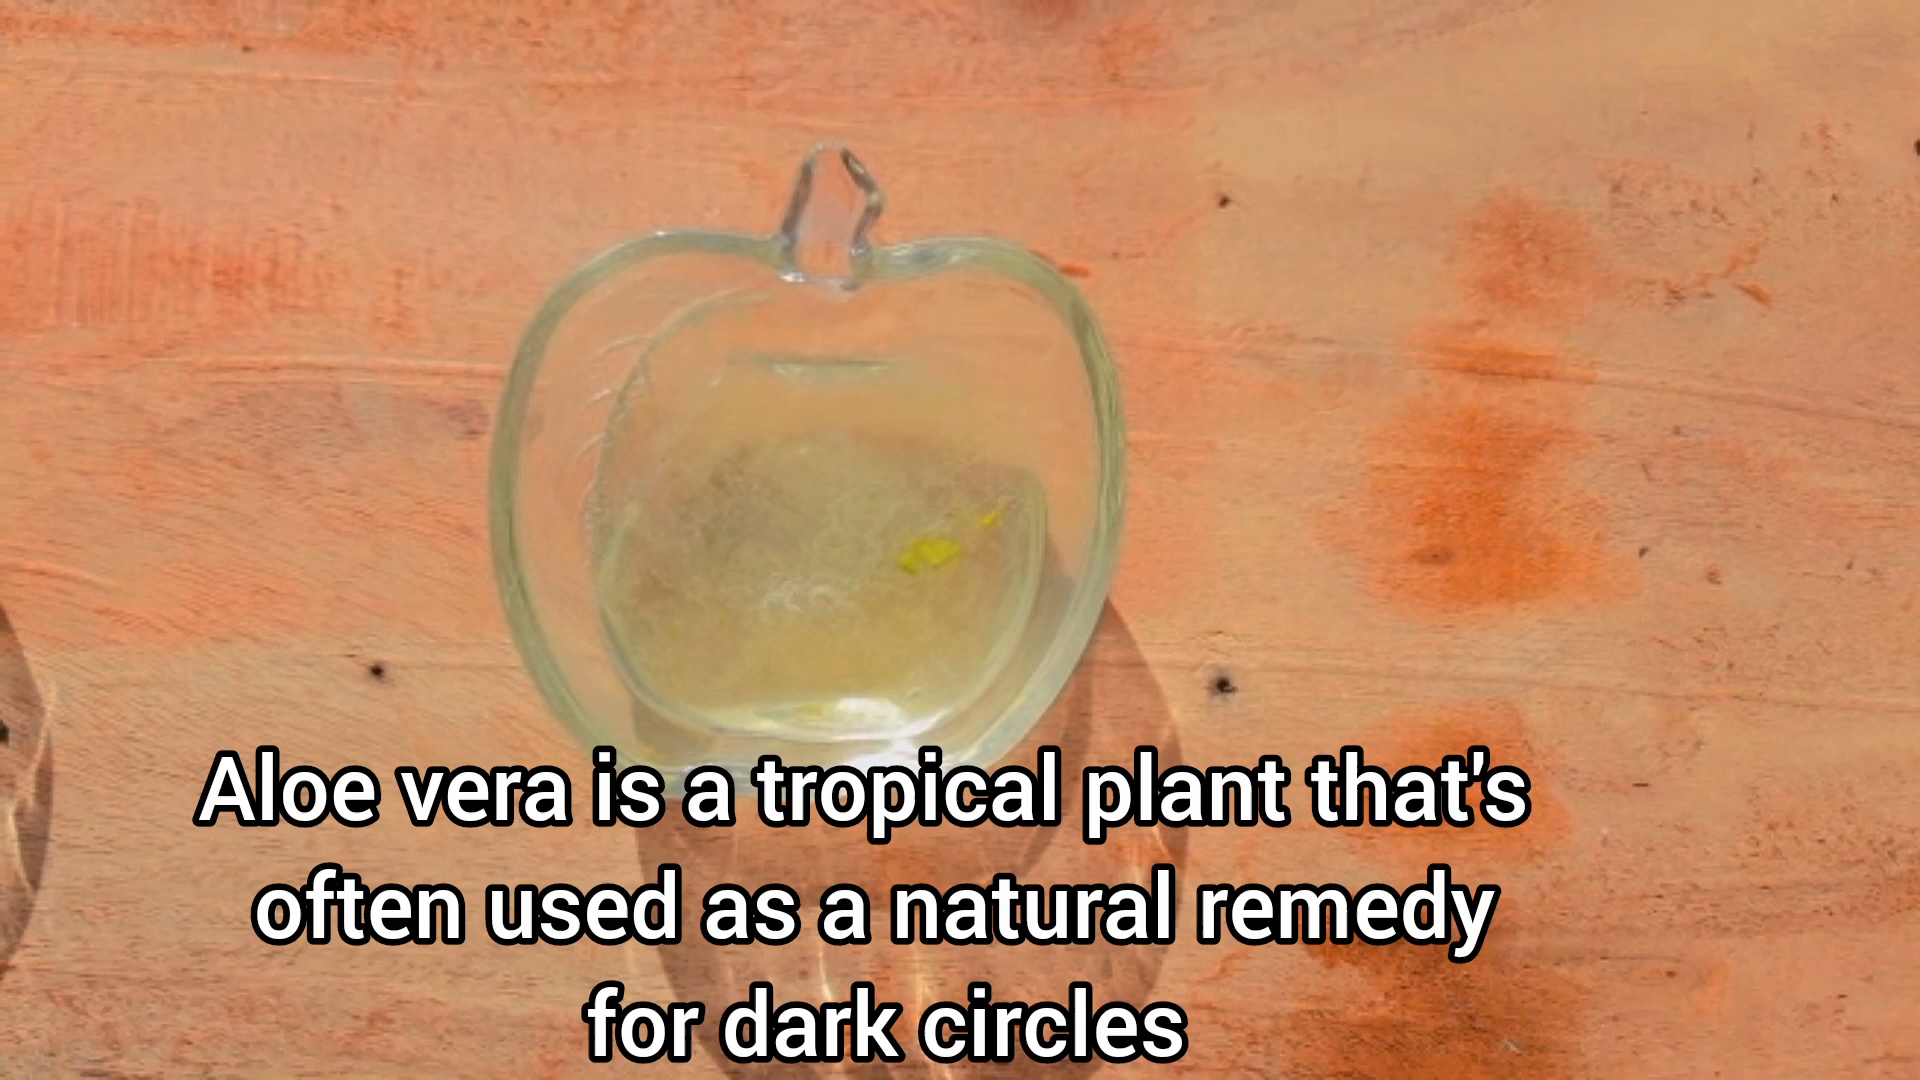 Aloe vera is a tropical plant that's
often used as a natural remedy
for dark circles